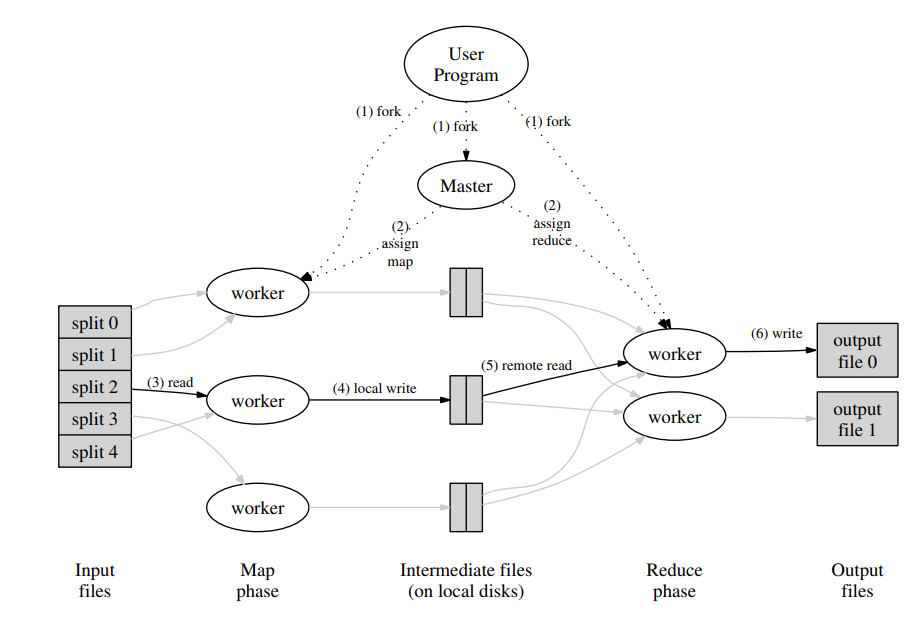 User
Program
(1) fork
(1) fork
(1) fork
Master
(2)
assign
map
(2)
assign
reduce
worker
split 0
split 1
split 2
split 3
split 4
(3) read
worker
(4) local write
worker
(5) remote read
worker
worker
(6) write
output
file 0
output
file 1
Input
files
Map
phase
Intermediate files
(on local disks)
Reduce
phase
Output
files